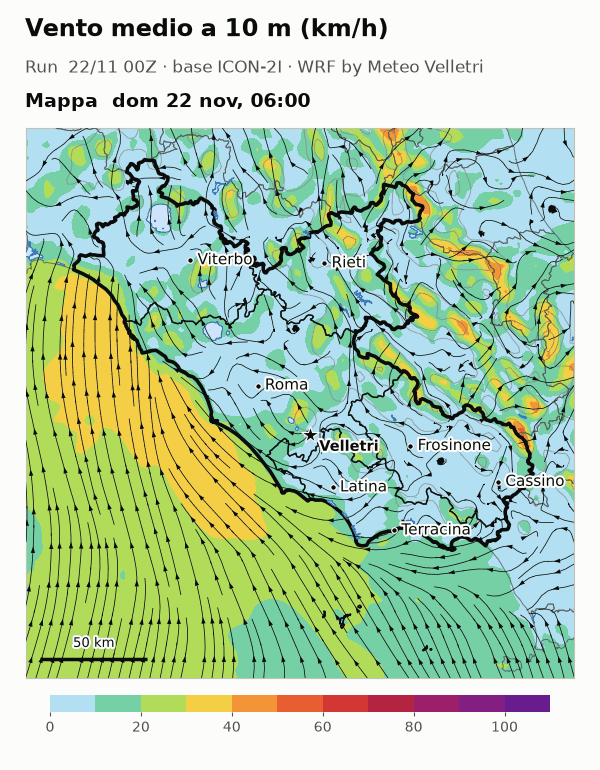 Vento medio a 10 m (km/h)
Run  22/11 00Z · base ICON-2I · WRF by Meteo Velletri
Mappa  dom 22 nov, 06:00
Viterbo
Rieti
Roma
Velletri
Frosinone
Latina
Cassino
Terracina
50 km
0 20 40 60 80 100